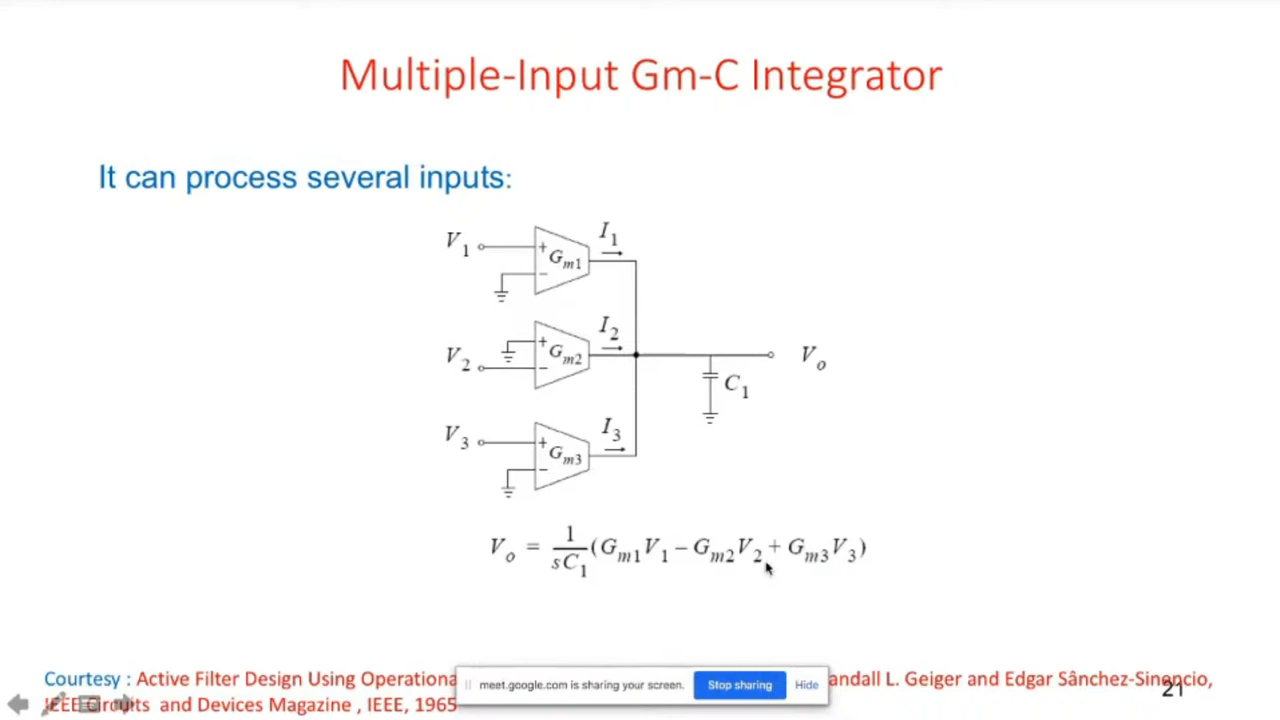 Multiple-Input Gm-C Integrator
It can process several inputs:
V1 + Gm1 − I1
V2 + Gm2 − I2
Vo
C1
V3 + Gm3 − I3
Vo = 1/sC1 (Gm1V1 − Gm2V2 + Gm3V3)
Courtesy : Active Filter Design Using Operationa
meet.google.com is sharing your screen. Stop sharing Hide
andall L. Geiger and Edgar Sânchez-Sinencio,
IEEE Circuits and Devices Magazine , IEEE, 1965
21